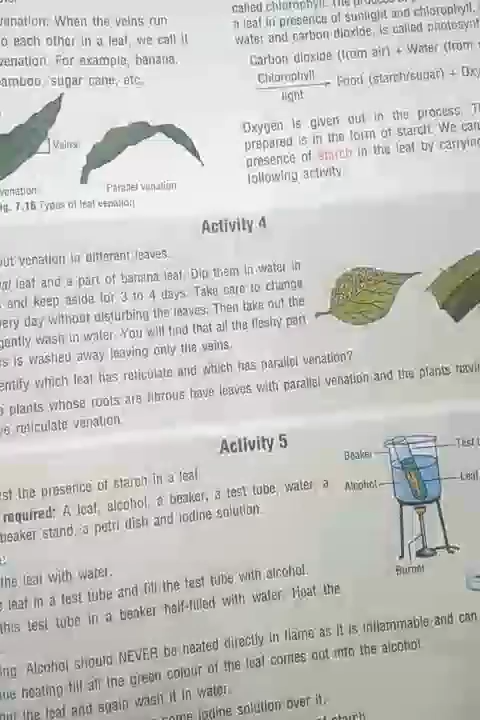 venation. When the veins run
o each other in a leaf, we call it
venation. For example, banana,
bamboo, sugar cane, etc.
Veins
venation
Parallel venation
Fig. 7.16 Types of leaf venation
called chlorophyll. The
a leaf in presence of sunlight and chlorophyll,
water and carbon dioxide, is called
Carbon dioxide (from air) + Water (from
Chlorophyll
light
Food (starch/sugar) +
Oxygen is given out in the process.
prepared is in the form of starch. We can
presence of starch in the leaf by carrying
following activity.
Activity 4
out venation in different leaves.
leaf and a part of banana leaf. Dip them in water in
and keep aside for 3 to 4 days. Take care to change
every day without disturbing the leaves. Then take out the
gently wash in water. You will find that all the fleshy part
s is washed away leaving only the veins.
entify which leaf has reticulate and which has parallel venation?
plants whose roots are fibrous have leaves with parallel venation and the plants
ve reticulate venation.
Activity 5
est the presence of starch in a leaf
required: A leaf, alcohol, a beaker, a test tube, water, a
beaker stand, a petri dish and iodine solution.
Beaker
Test
Alcohol
Leaf
Burner
the leaf with water.
leaf in a test tube and fill the test tube with alcohol.
this test tube in a beaker half-filled with water. Heat the
ing. Alcohol should NEVER be heated directly in flame as it is inflammable and can
ue heating till all the green colour of the leaf comes out into the alcohol.
out the leaf and again wash it in water.
some iodine solution over it.
starch